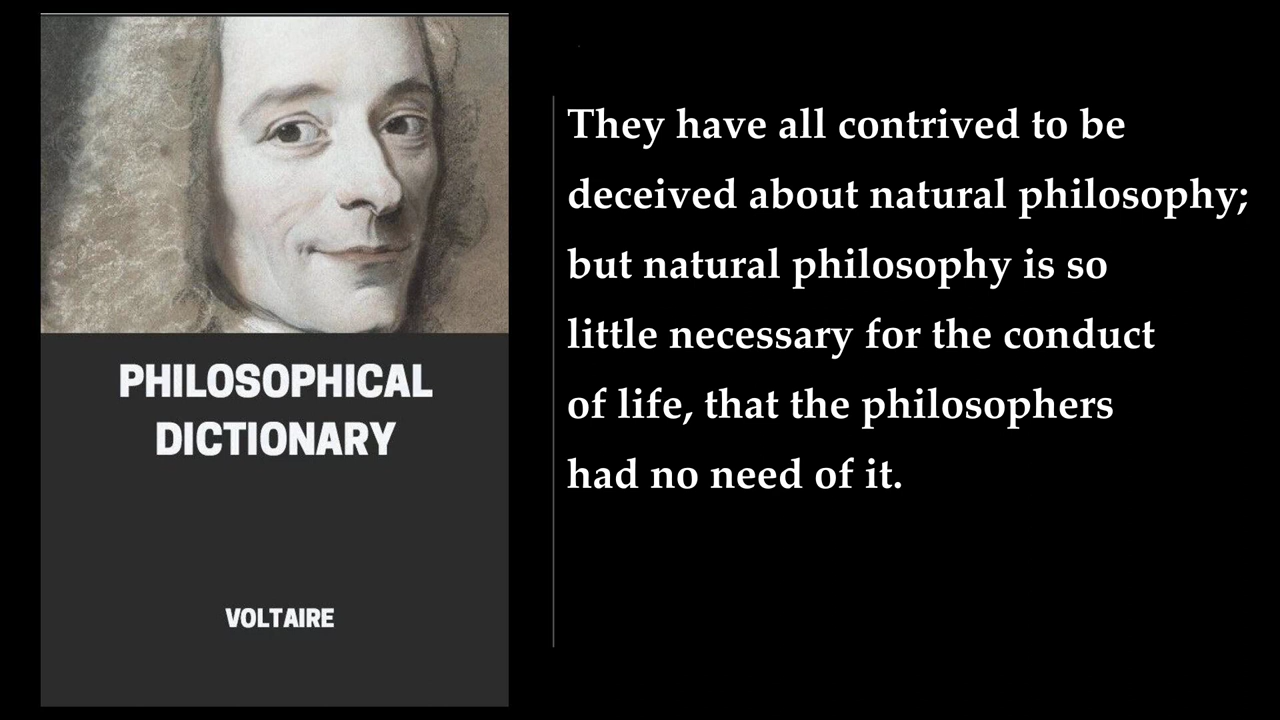 PHILOSOPHICAL
DICTIONARY
VOLTAIRE
They have all contrived to be
deceived about natural philosophy;
but natural philosophy is so
little necessary for the conduct
of life, that the philosophers
had no need of it.